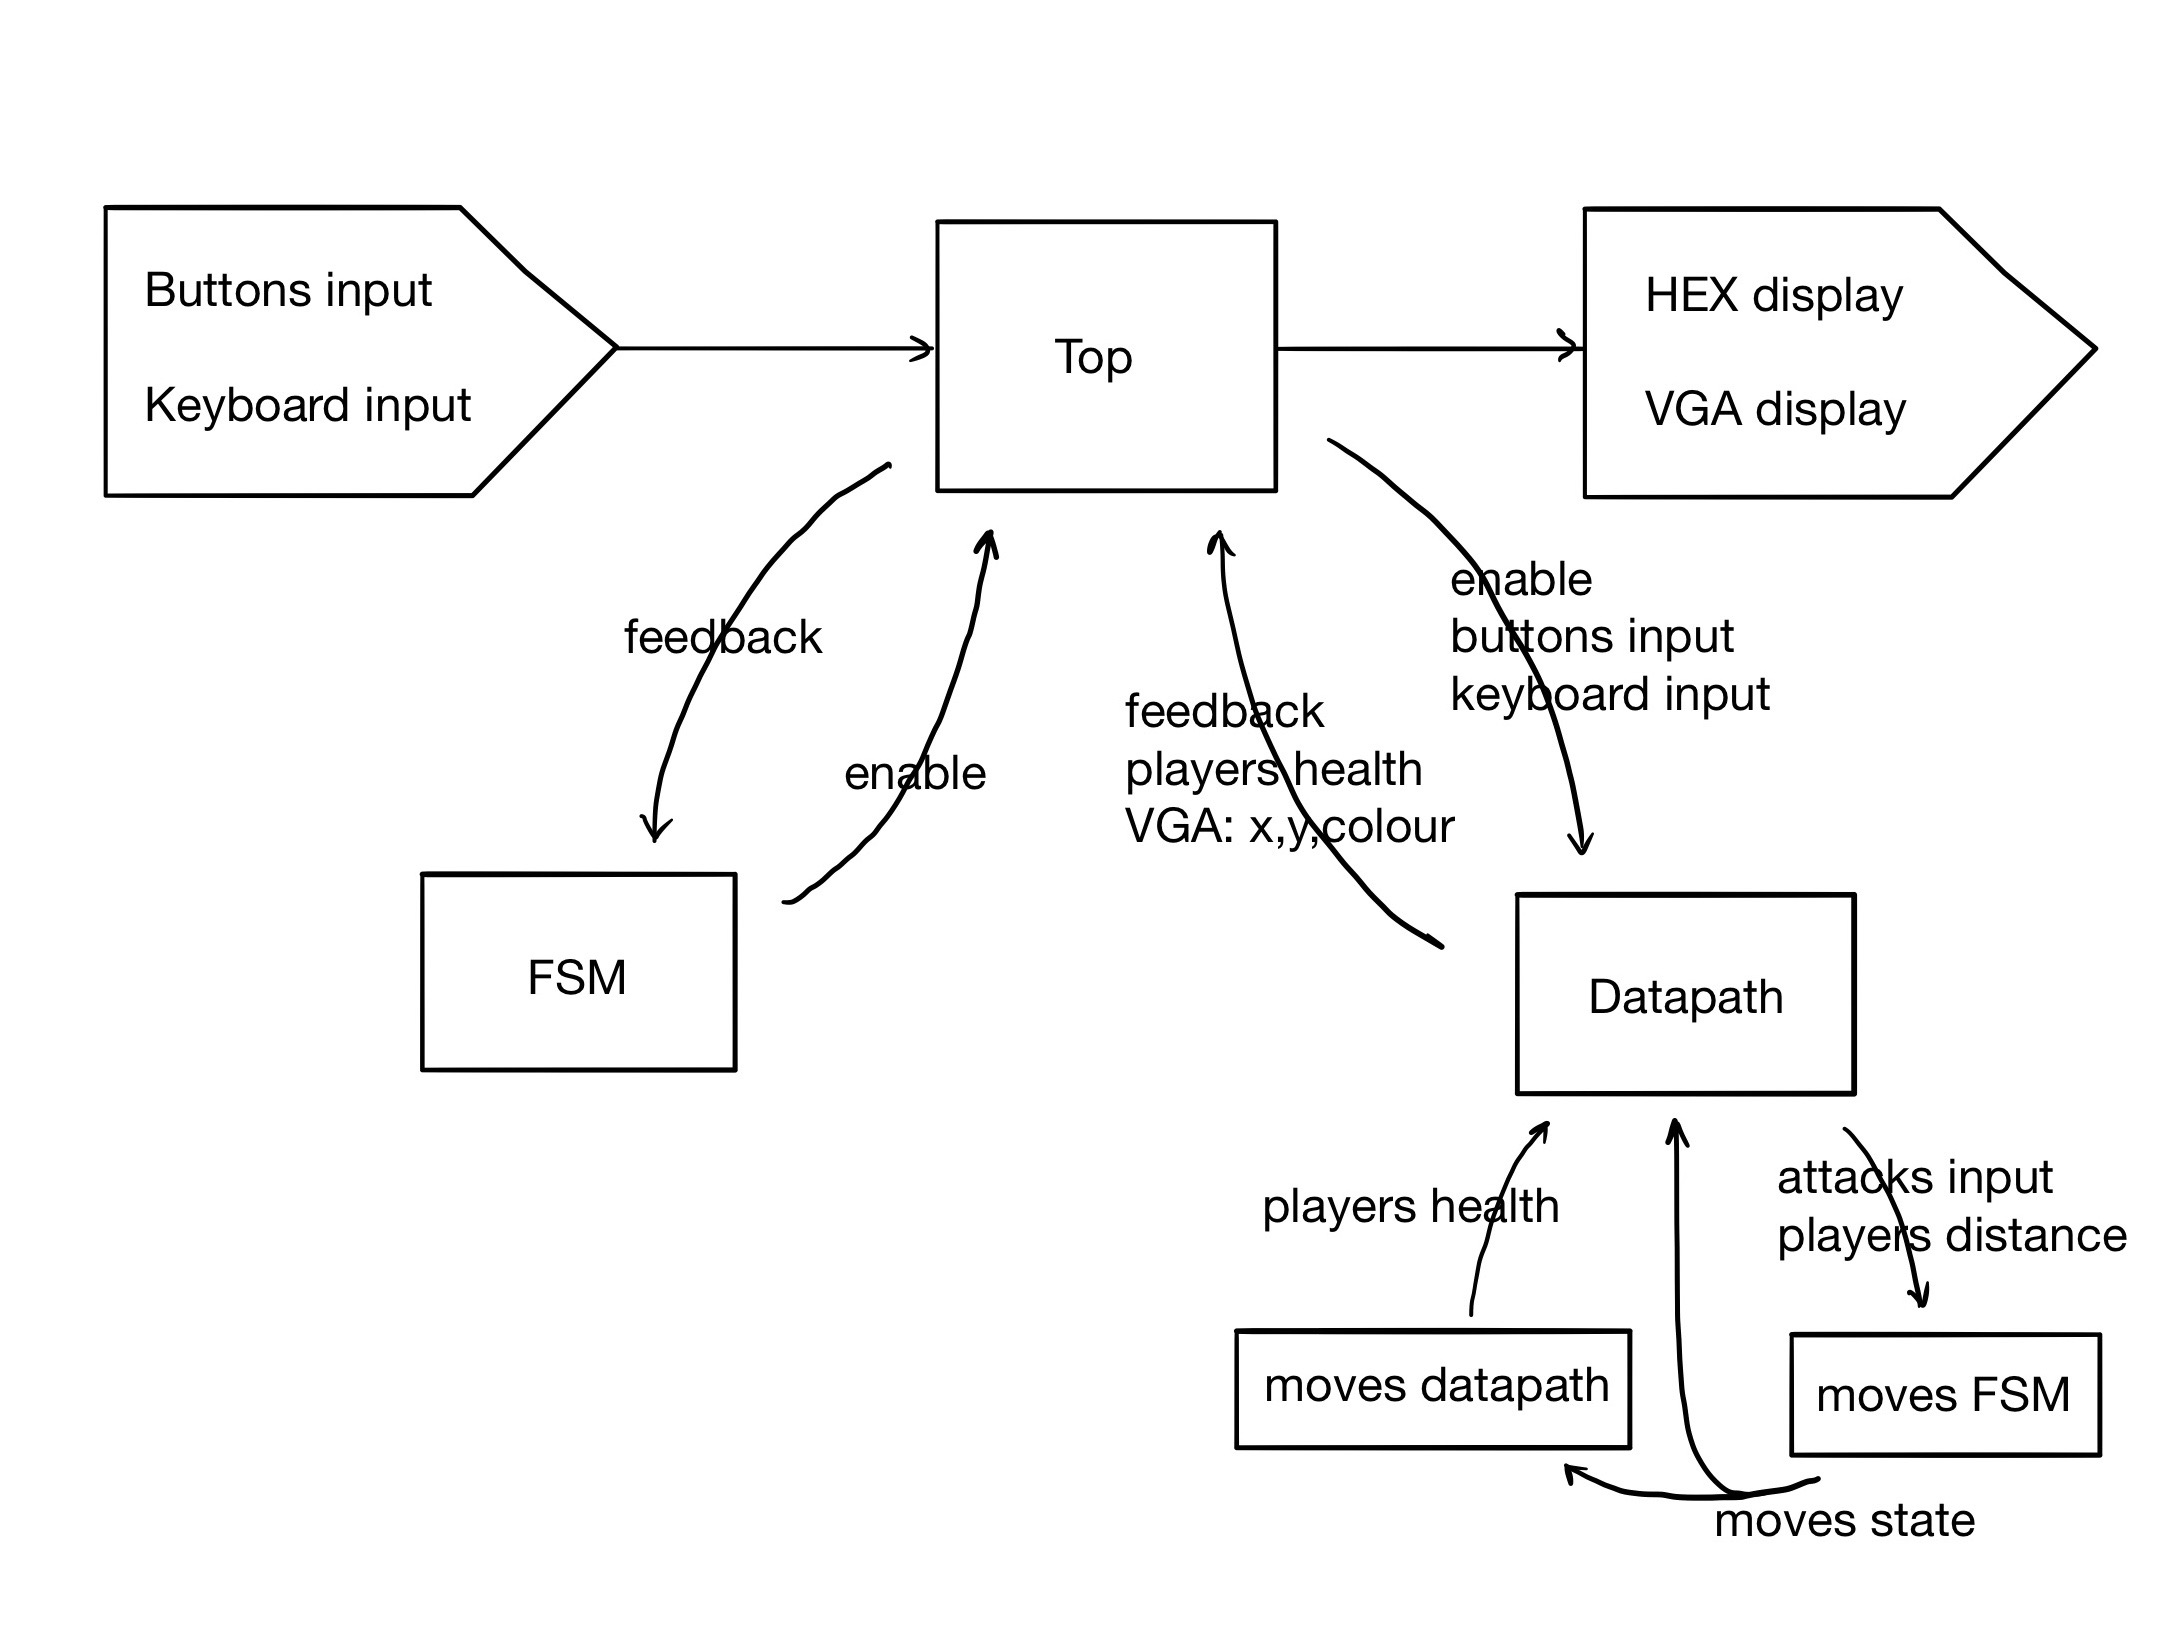 Buttons input
Keyboard input
Top
HEX display
VGA display
feedback
enable
feedback
players health
VGA: x,y,colour
enable
buttons input
keyboard input
FSM
Datapath
players health
attacks input
players distance
moves datapath
moves FSM
moves state